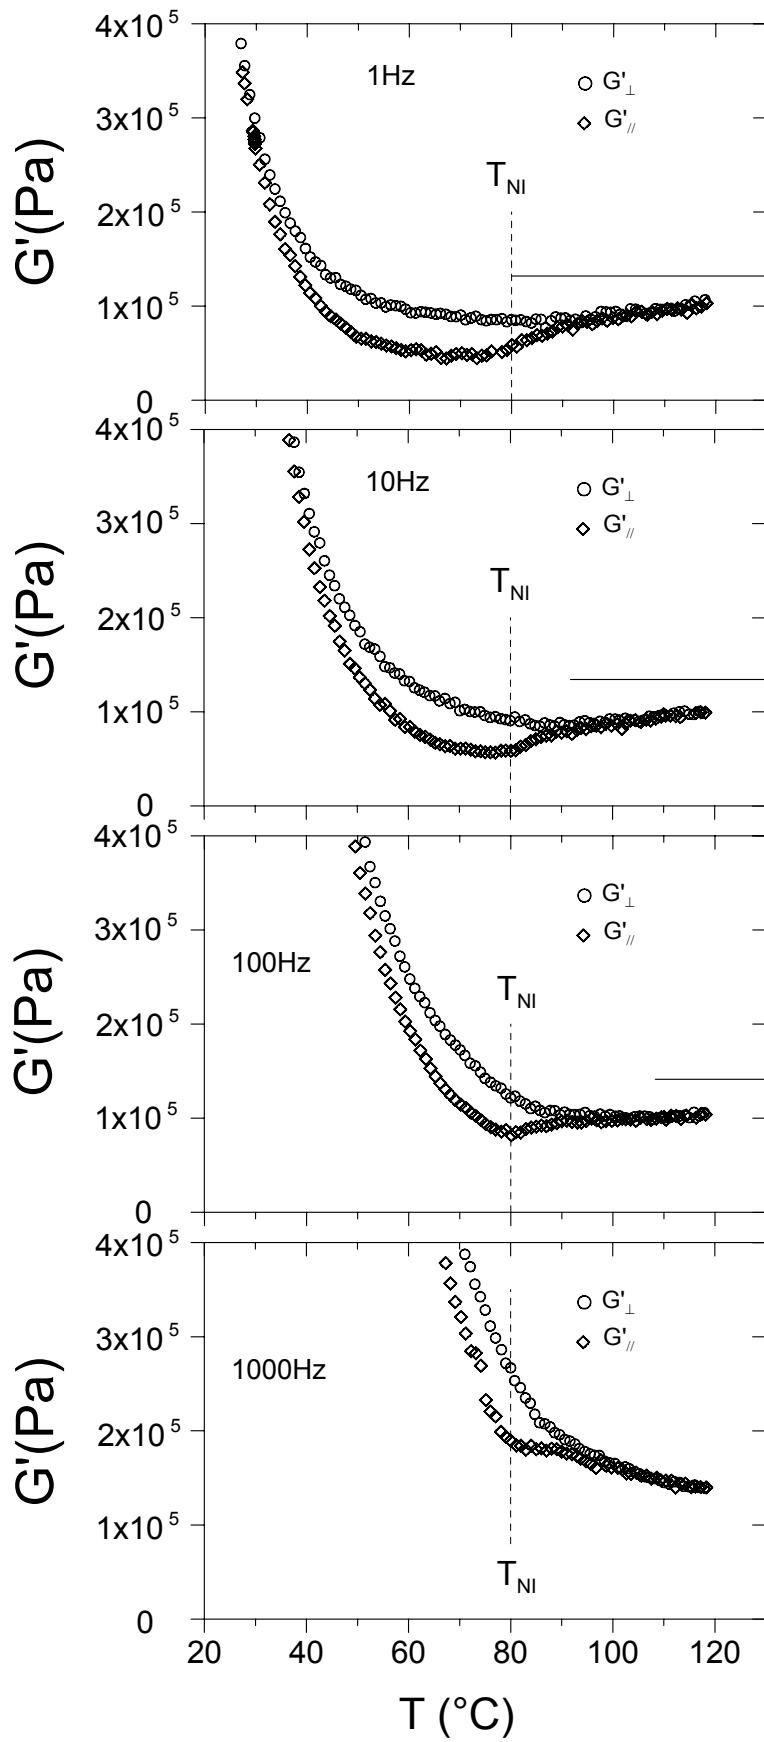 4x10⁵
1Hz
G'⊥
G'//
3x10⁵
T_NI
2x10⁵
G'(Pa)
1x10⁵
0
4x10⁵
10Hz
G'⊥
G'//
3x10⁵
T_NI
2x10⁵
G'(Pa)
1x10⁵
0
4x10⁵
G'⊥
G'//
3x10⁵
100Hz
T_NI
2x10⁵
G'(Pa)
1x10⁵
0
4x10⁵
G'⊥
G'//
3x10⁵
1000Hz
2x10⁵
G'(Pa)
1x10⁵
T_NI
0
20 40 60 80 100 120
T (°C)